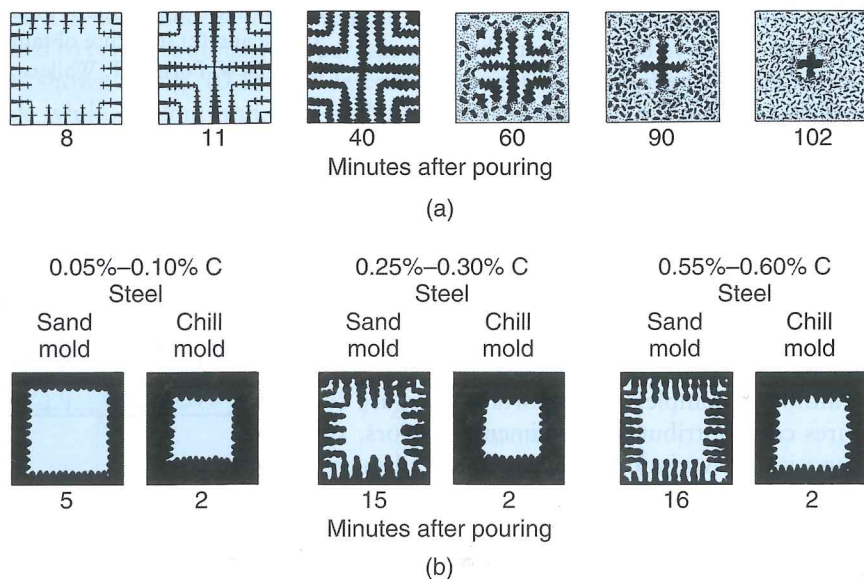 8 11 40 60 90 102
Minutes after pouring
(a)
0.05%–0.10% C 0.25%–0.30% C 0.55%–0.60% C
Steel Steel Steel
Sand Chill Sand Chill Sand Chill
mold mold mold mold mold mold
5 2 15 2 16 2
Minutes after pouring
(b)